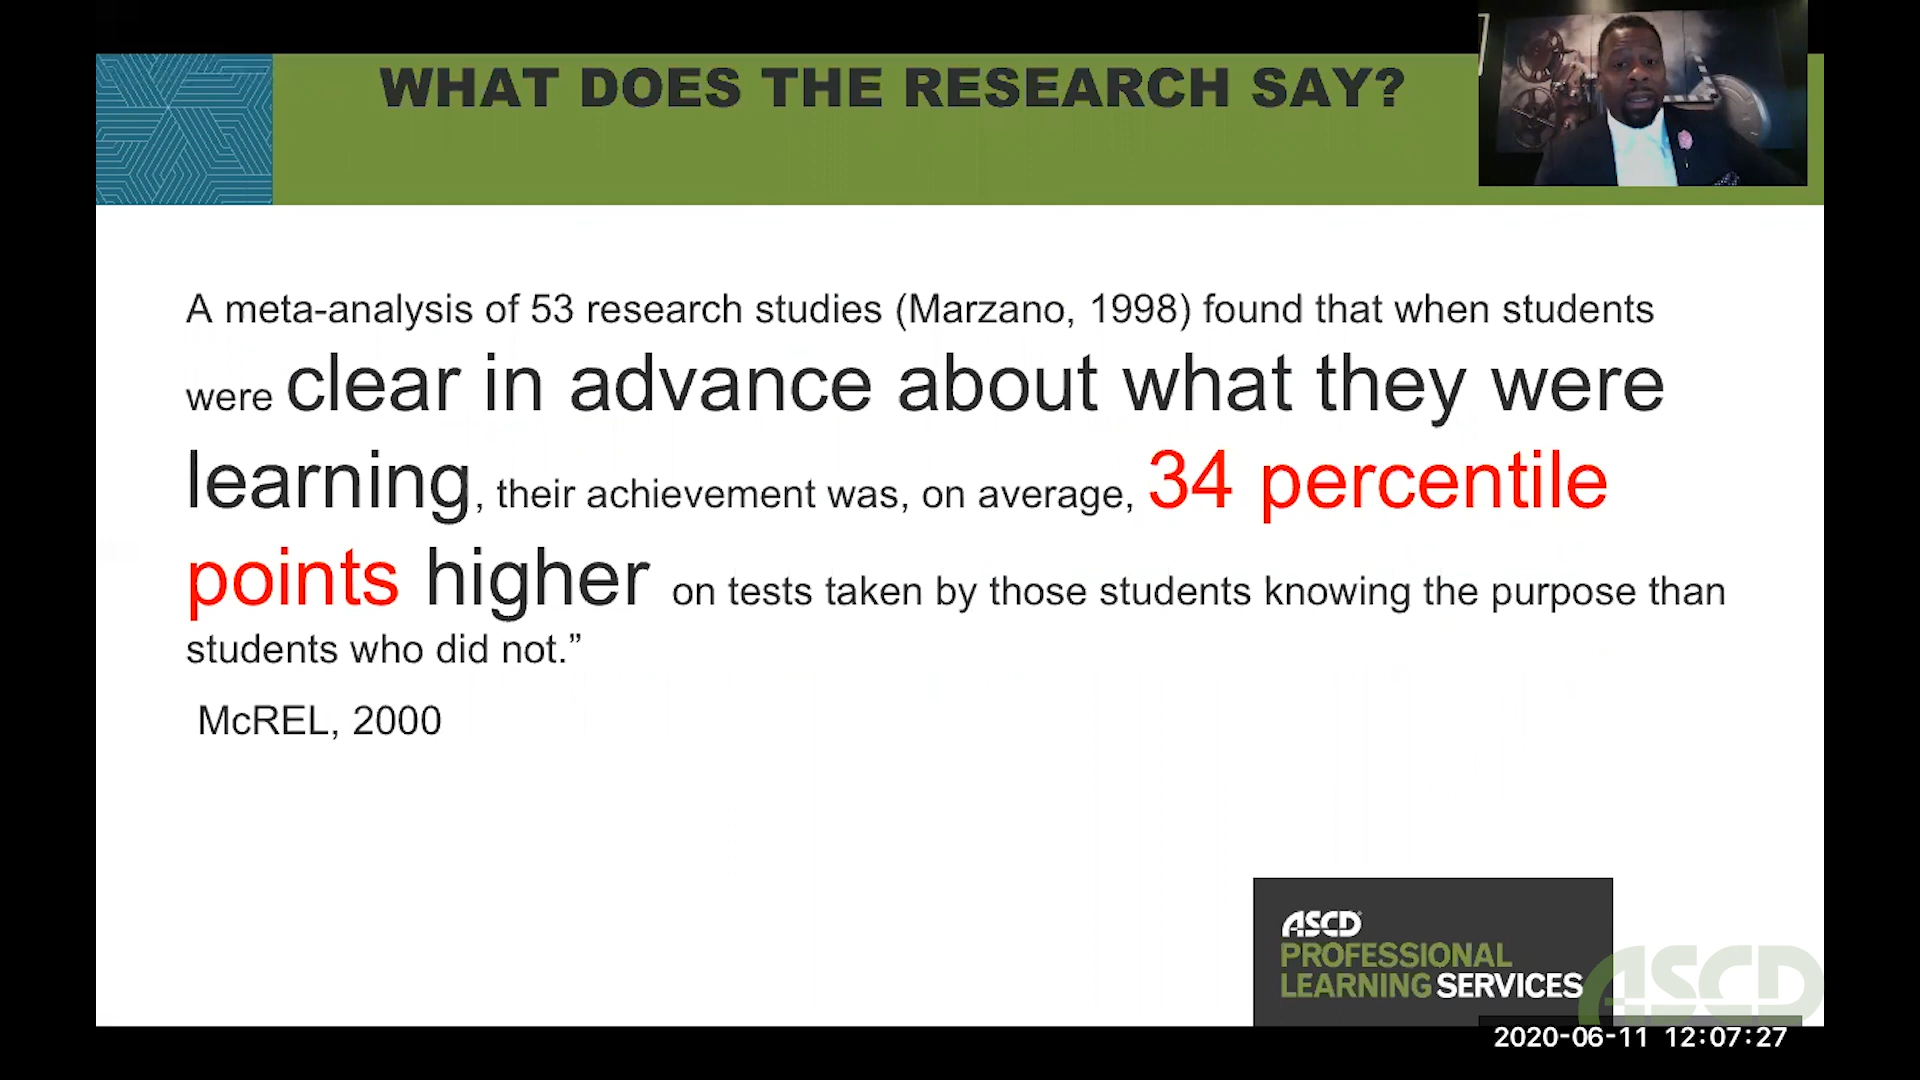 WHAT DOES THE RESEARCH SAY?
A meta-analysis of 53 research studies (Marzano, 1998) found that when students
were clear in advance about what they were
learning, their achievement was, on average, 34 percentile
points higher on tests taken by those students knowing the purpose than
students who did not.”
McREL, 2000
ASCD
PROFESSIONAL
LEARNING SERVICES
ASCD
2020-06-11 12:07:27